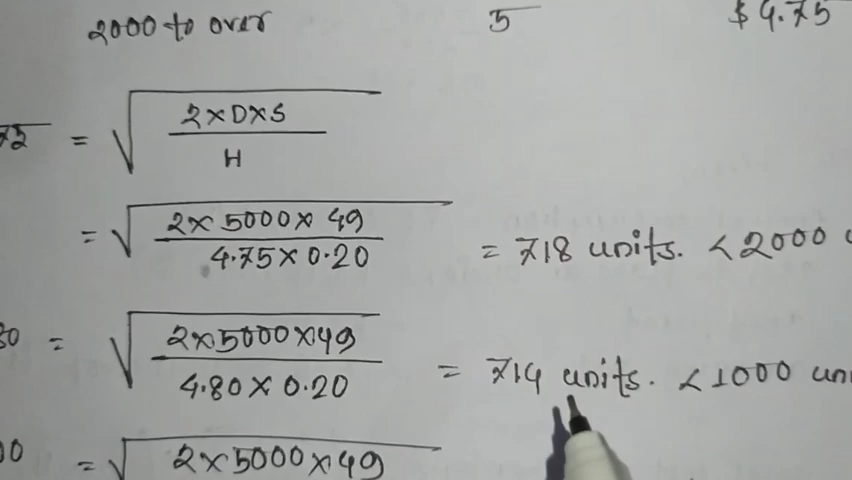 2000 to over 5 $4.75
= √ 2×D×S
H
= √ 2× 5000× 49
4.75× 0.20 = 718 units. <2000
= √ 2×5000×49
4.80 × 0.20 = 714 units. <1000
= √ 2×5000×49